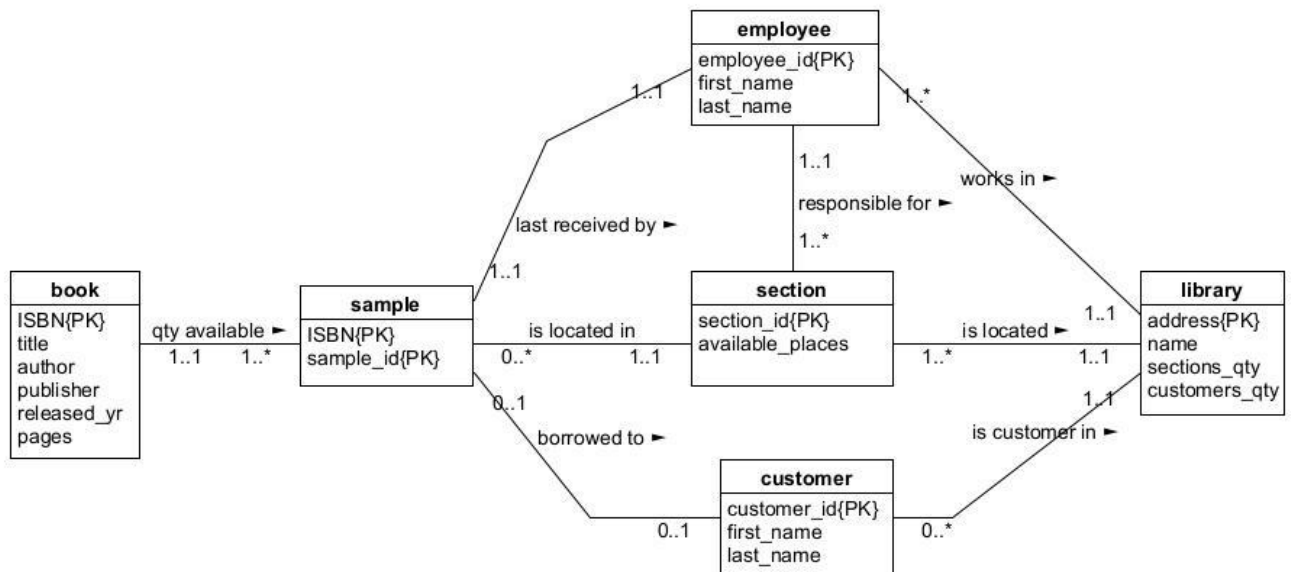 employee
employee_id{PK}
first_name
last_name
1..1
1..*
1..1
works in ►
responsible for ►
last received by ►
1..*
1..1
book
ISBN{PK}
title
author
publisher
released_yr
pages
qty available ►
1..1
1..*
sample
ISBN{PK}
sample_id{PK}
is located in
0..*
1..1
section
section_id{PK}
available_places
is located ►
1..*
1..1
library
address{PK}
name
sections_qty
customers_qty
1..1
1..1
0..1
borrowed to ►
is customer in ►
customer
customer_id{PK}
first_name
last_name
0..1
0..*